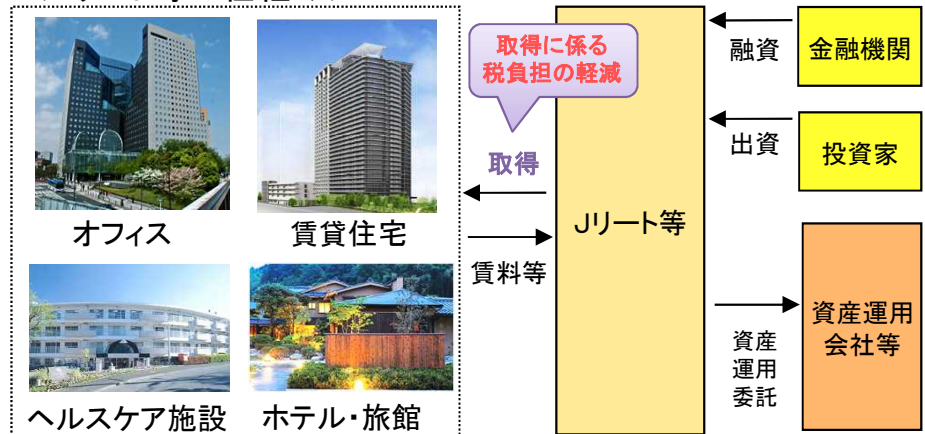 オフィス
賃貸住宅
ヘルスケア施設
ホテル・旅館
取得に係る
税負担の軽減
取得
賃料等
Jリート等
融資
金融機関
出資
投資家
資産
運用
委託
資産運用
会社等